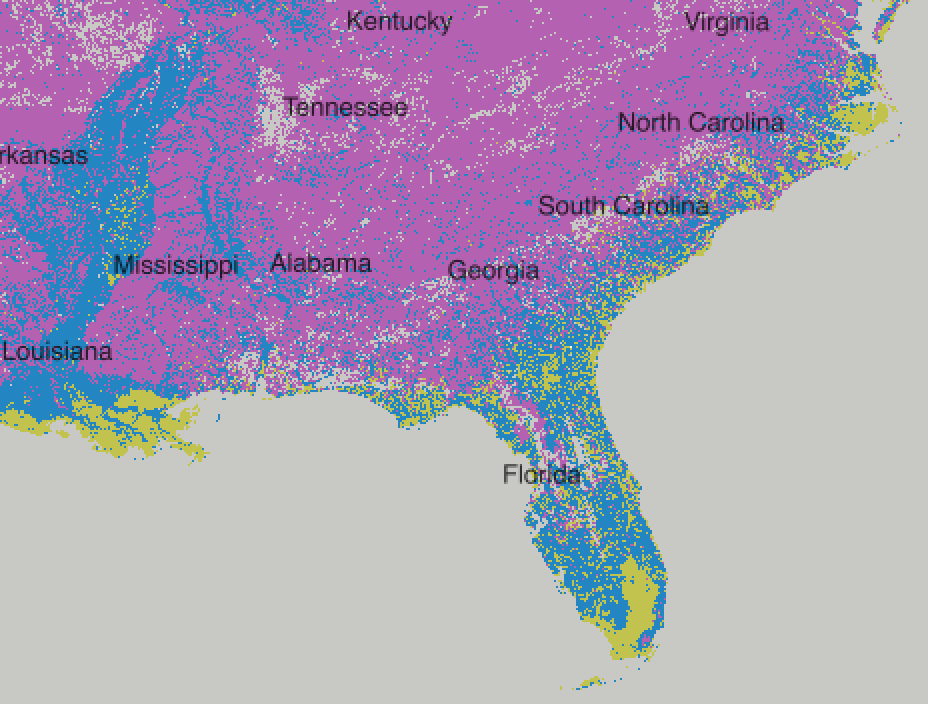 Kentucky
Virginia
Tennessee
North Carolina
rkansas
South Carolina
Mississippi
Alabama
Georgia
Louisiana
Florida